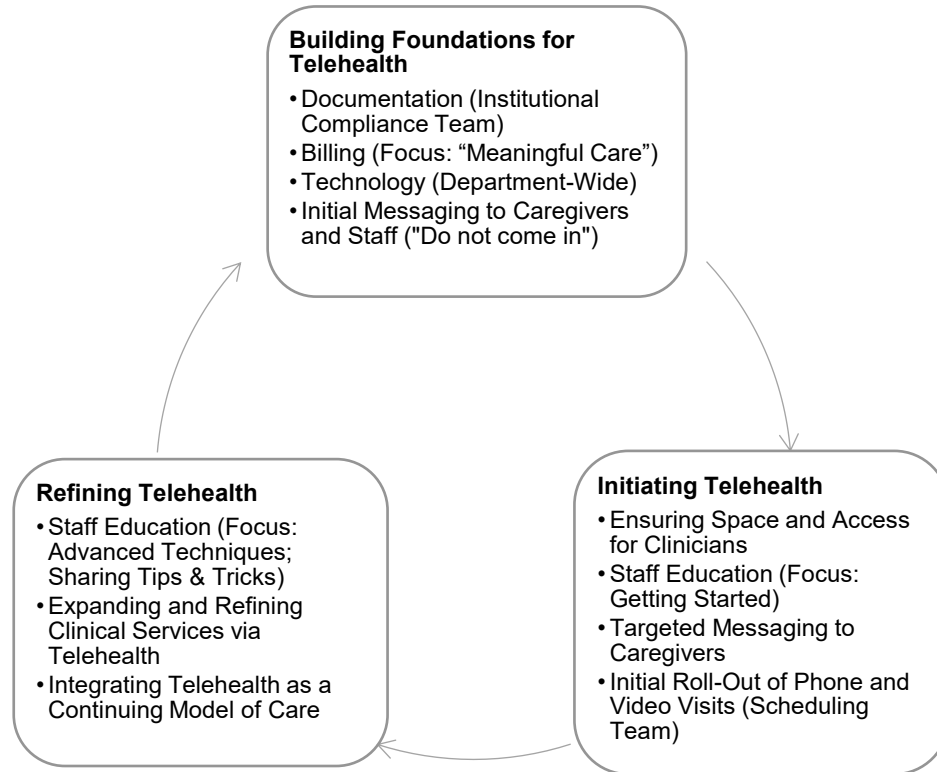 Building Foundations for
Telehealth
• Documentation (Institutional
Compliance Team)
• Billing (Focus: “Meaningful Care”)
• Technology (Department-Wide)
• Initial Messaging to Caregivers
and Staff ("Do not come in")
Initiating Telehealth
• Ensuring Space and Access
for Clinicians
• Staff Education (Focus:
Getting Started)
• Targeted Messaging to
Caregivers
• Initial Roll-Out of Phone and
Video Visits (Scheduling
Team)
Refining Telehealth
• Staff Education (Focus:
Advanced Techniques;
Sharing Tips & Tricks)
• Expanding and Refining
Clinical Services via
Telehealth
• Integrating Telehealth as a
Continuing Model of Care